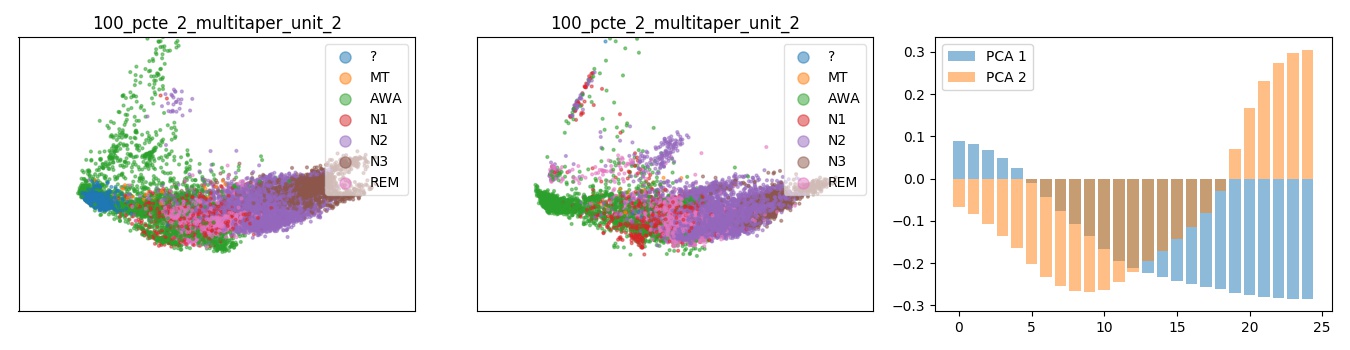 100_pcte_2_multitaper_unit_2
?
MT
AWA
N1
N2
N3
REM
100_pcte_2_multitaper_unit_2
?
MT
AWA
N1
N2
N3
REM
PCA 1
PCA 2
0.3
0.2
0.1
0.0
−0.1
−0.2
−0.3
0 5 10 15 20 25